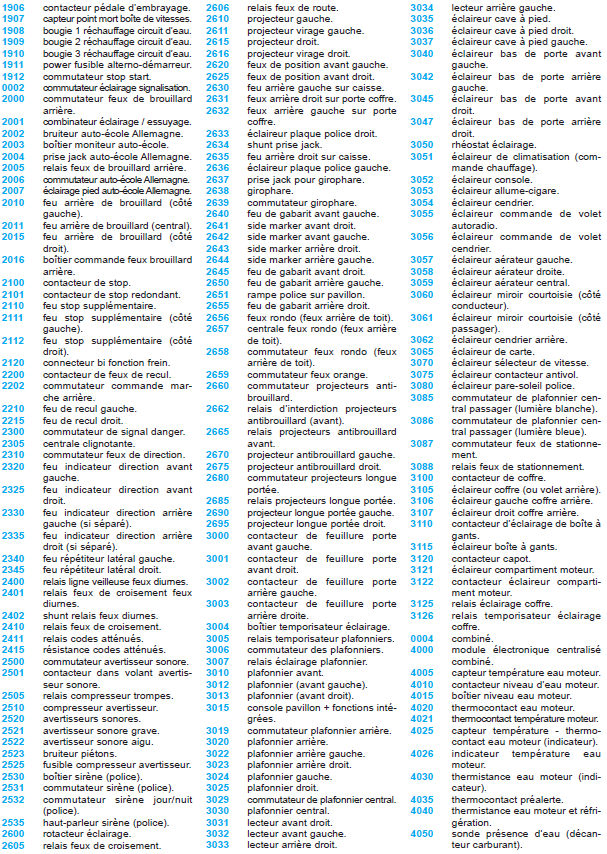 1906 contacteur pédale d'embrayage.
1907 capteur point mort boîte de vitesses.
1908 bougie 1 réchauffage circuit d'eau.
1909 bougie 2 réchauffage circuit d'eau.
1910 bougie 3 réchauffage circuit d'eau.
1911 power fusible alterno-démarreur.
1912 commutateur stop start.
0002 commutateur éclairage signalisation.
2000 commutateur feux de brouillard
arrière.
2001 combinateur éclairage / essuyage.
2002 bruiteur auto-école Allemagne.
2003 boîtier moniteur auto-école.
2004 prise jack auto-école Allemagne.
2005 relais feux de brouillard arrière.
2006 commutateur auto-école Allemagne.
2007 éclairage pied auto-école Allemagne.
2010 feu arrière de brouillard (côté
gauche).
2011 feu arrière de brouillard (central).
2015 feu arrière de brouillard (côté
droit).
2016 boîtier commande feux brouillard
arrière.
2100 contacteur de stop.
2101 contacteur de stop redondant.
2110 feu stop supplémentaire.
2111 feu stop supplémentaire (côté
gauche).
2112 feu stop supplémentaire (côté
droit).
2120 connecteur bi fonction frein.
2200 contacteur de feux de recul.
2202 commutateur commande mar-
che arrière.
2210 feu de recul gauche.
2215 feu de recul droit.
2300 commutateur de signal danger.
2305 centrale clignotante.
2310 commutateur feux de direction.
2320 feu indicateur direction avant
gauche.
2325 feu indicateur direction avant
droit.
2330 feu indicateur direction arrière
gauche (si séparé).
2335 feu indicateur direction arrière
droit (si séparé).
2340 feu répétiteur latéral gauche.
2345 feu répétiteur latéral droit.
2400 relais ligne veilleuse feux diurnes.
2401 relais feux de croisement feux
diurnes.
2402 shunt relais feux diurnes.
2410 relais feux de croisement.
2411 relais codes atténués.
2415 résistance codes atténués.
2500 commutateur avertisseur sonore.
2501 contacteur dans volant avertis-
seur sonore.
2505 relais compresseur trompes.
2510 compresseur avertisseur.
2520 avertisseurs sonores.
2521 avertisseur sonore grave.
2522 avertisseur sonore aigu.
2523 bruiteur piétons.
2525 fusible compresseur avertisseur.
2530 boîtier sirène (police).
2531 commutateur sirène (police).
2532 commutateur sirène jour/nuit
(police).
2535 haut-parleur sirène (police).
2600 rotacteur éclairage.
2605 relais feux de croisement.
2606 relais feux de route.
2610 projecteur gauche.
2611 projecteur virage gauche.
2615 projecteur droit.
2616 projecteur virage droit.
2620 feux de position avant gauche.
2625 feux de position avant droit.
2630 feu arrière gauche sur caisse.
2631 feux arrière droit sur porte coffre.
2632 feux arrière gauche sur porte
coffre.
2633 éclaireur plaque police droit.
2634 shunt prise jack.
2635 feu arrière droit sur caisse.
2636 éclaireur plaque police gauche.
2637 prise jack pour girophare.
2638 girophare.
2639 commutateur girophare.
2640 feu de gabarit avant gauche.
2641 side marker avant droit.
2642 side marker avant gauche.
2643 side marker arrière droit.
2644 side marker arrière gauche.
2645 feu de gabarit avant droit.
2650 feu de gabarit arrière gauche.
2651 rampe police sur pavillon.
2655 feu de gabarit arrière droit.
2656 feux rondo (feux arrière de toit).
2657 centrale feux rondo (feux arrière
de toit).
2658 commutateur feux rondo (feux
arrière de toit).
2659 commutateur feux orange.
2660 commutateur projecteurs anti-
brouillard.
2662 relais d'interdiction projecteurs
antibrouillard (avant).
2665 relais projecteurs antibrouillard
avant.
2670 projecteur antibrouillard gauche.
2675 projecteur antibrouillard droit.
2680 commutateur projecteurs longue
portée.
2685 relais projecteurs longue portée.
2690 projecteur longue portée gauche.
2695 projecteur longue portée droit.
3000 contacteur de feuillure porte
avant gauche.
3001 contacteur de feuillure porte
avant droit.
3002 contacteur de feuillure porte
arrière gauche.
3003 contacteur de feuillure porte
arrière droite.
3004 boîtier temporisateur éclairage.
3005 relais temporisateur plafonniers.
3006 commutateur des plafonniers.
3007 relais éclairage plafonnier.
3010 plafonnier avant.
3012 plafonnier (avant gauche).
3013 plafonnier (avant droit).
3015 console pavillon + fonctions inté-
grées.
3019 commutateur plafonnier arrière.
3020 plafonnier arrière.
3022 plafonnier arrière gauche.
3023 plafonnier arrière droit.
3024 plafonnier gauche.
3025 plafonnier droit.
3029 commutateur de plafonnier central.
3030 plafonnier central.
3031 lecteur avant droit.
3032 lecteur avant gauche.
3033 lecteur arrière droit.
3034 lecteur arrière gauche.
3035 éclaireur cave à pied.
3036 éclaireur cave à pied droit.
3037 éclaireur cave à pied gauche.
3040 éclaireur bas de porte avant
gauche.
3042 éclaireur bas de porte arrière
gauche.
3045 éclaireur bas de porte avant
droit.
3047 éclaireur bas de porte arrière
droit.
3050 rhéostat éclairage.
3051 éclaireur de climatisation (com-
mande chauffage).
3052 éclaireur console.
3053 éclaireur allume-cigare.
3054 éclaireur cendrier.
3055 éclaireur commande de volet
autoradio.
3056 éclaireur commande de volet
cendrier.
3057 éclaireur aérateur gauche.
3058 éclaireur aérateur droite.
3059 éclaireur aérateur central.
3060 éclaireur miroir courtoisie (côté
conducteur).
3061 éclaireur miroir courtoisie (côté
passager).
3062 éclaireur cendrier arrière.
3065 éclaireur de carte.
3070 éclaireur sélecteur de vitesse.
3075 éclaireur contacteur antivol.
3080 éclaireur pare-soleil police.
3085 commutateur de plafonnier cen-
tral passager (lumière blanche).
3086 commutateur de plafonnier cen-
tral passager (lumière bleue).
3087 commutateur feux de stationne-
ment.
3088 relais feux de stationnement.
3100 contacteur de coffre.
3105 éclaireur coffre (ou volet arrière).
3106 éclaireur gauche coffre arrière.
3107 éclaireur droit coffre arrière.
3110 contacteur d'éclairage de boîte à
gants.
3115 éclaireur boîte à gants.
3120 contacteur capot.
3121 éclaireur compartiment moteur.
3122 contacteur éclaireur comparti-
ment moteur.
3125 relais éclairage coffre.
3126 relais temporisateur éclairage
coffre.
0004 combiné.
4000 module électronique centralisé
combiné.
4005 capteur température eau moteur.
4010 contacteur niveau d'eau moteur.
4015 boîtier niveau eau moteur.
4020 thermocontact eau moteur.
4021 thermocontact température moteur.
4025 capteur température - thermo-
contact eau moteur (indicateur).
4026 indicateur température eau
moteur.
4030 thermistance eau moteur (indi-
cateur).
4035 thermocontact préalerte.
4040 thermistance eau moteur et réfri-
gération.
4050 sonde présence d'eau (décan-
teur carburant).